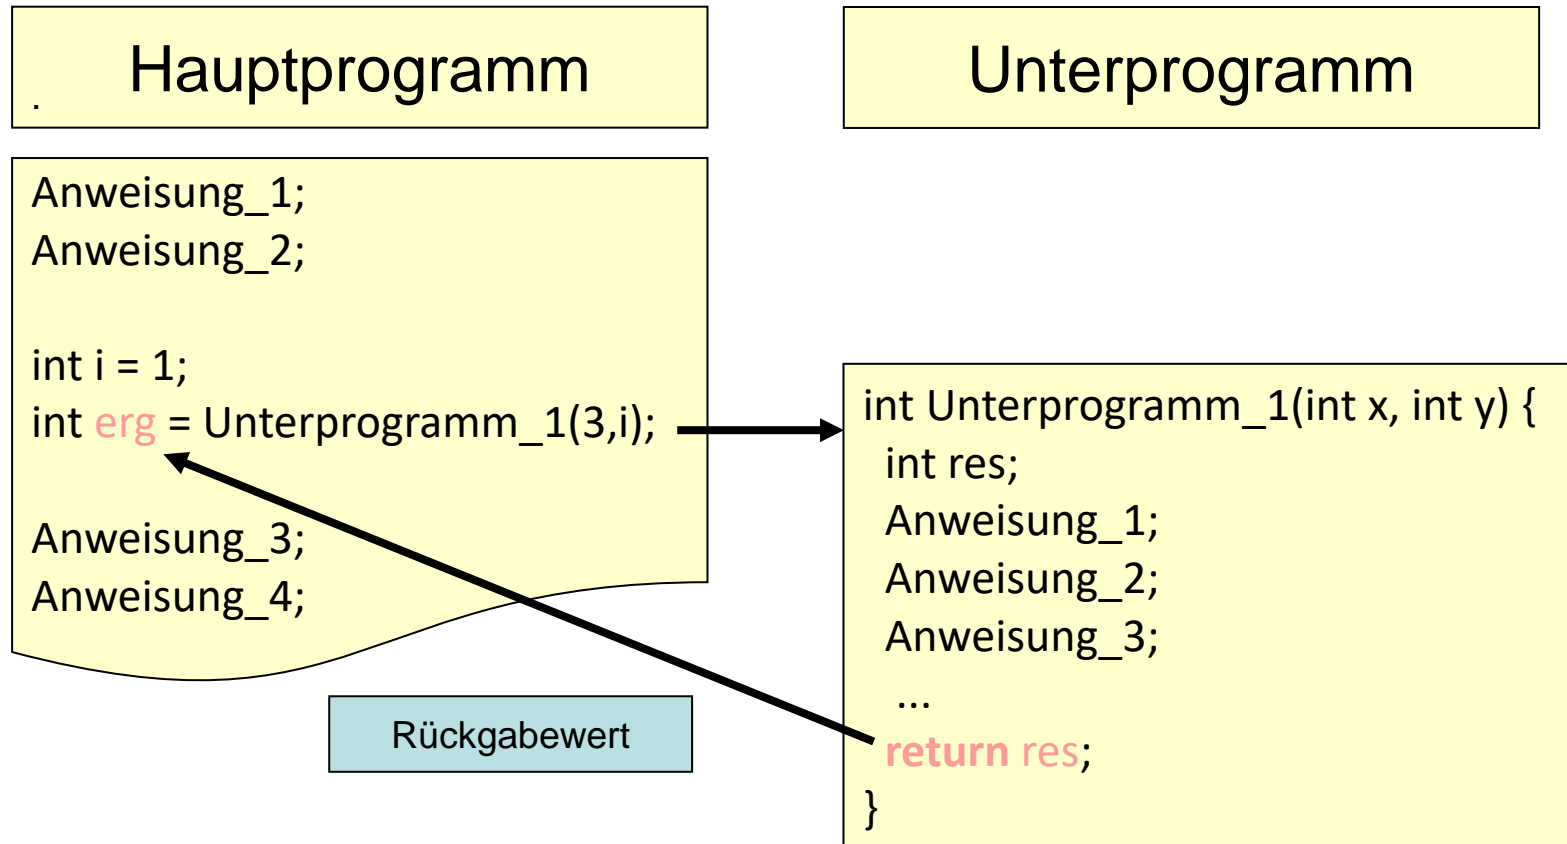 Hauptprogramm
.
Anweisung_1;
Anweisung_2;
int i = 1;
int erg = Unterprogramm_1(3,i);
Anweisung_3;
Anweisung_4;
Rückgabewert
Unterprogramm
int Unterprogramm_1(int x, int y) {
int res;
Anweisung_1;
Anweisung_2;
Anweisung_3;
...
return res;
}